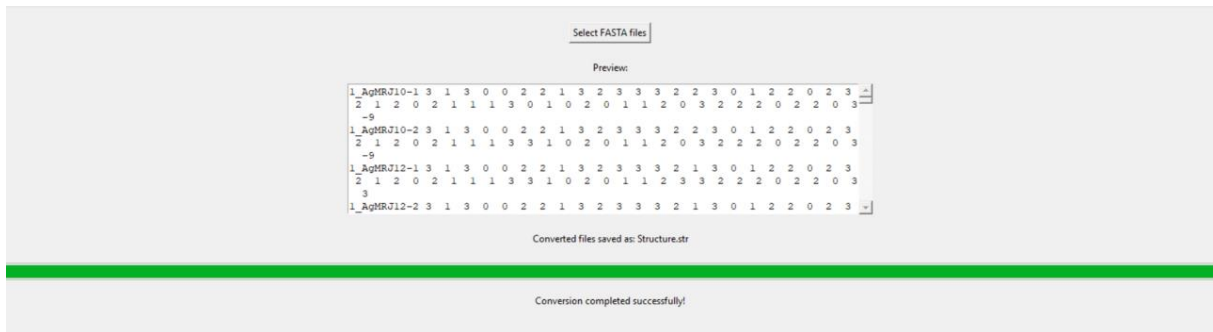 Select FASTA files
Preview:
1_AgMRJ10-1 3 1 3 0 0 2 2 1 3 2 3 3 3 2 2 3 0 1 2 2 0 2 3
2 1 2 0 2 1 1 1 3 0 1 0 2 0 1 1 2 0 3 2 2 2 0 2 2 0 3
-9
1_AgMRJ10-2 3 1 3 0 0 2 2 1 3 2 3 3 3 2 2 3 0 1 2 2 0 2 3
2 1 2 0 2 1 1 1 3 3 1 0 2 0 1 1 2 0 3 2 2 2 0 2 2 0 3
-9
1_AgMRJ12-1 3 1 3 0 0 2 2 1 3 2 3 3 3 2 1 3 0 1 2 2 0 2 3
2 1 2 0 2 1 1 1 3 3 1 0 2 0 1 1 2 3 3 2 2 2 0 2 2 0 3
3
1_AgMRJ12-2 3 1 3 0 0 2 2 1 3 2 3 3 3 2 1 3 0 1 2 2 0 2 3
Converted files saved as: Structure.str
Conversion completed successfully!